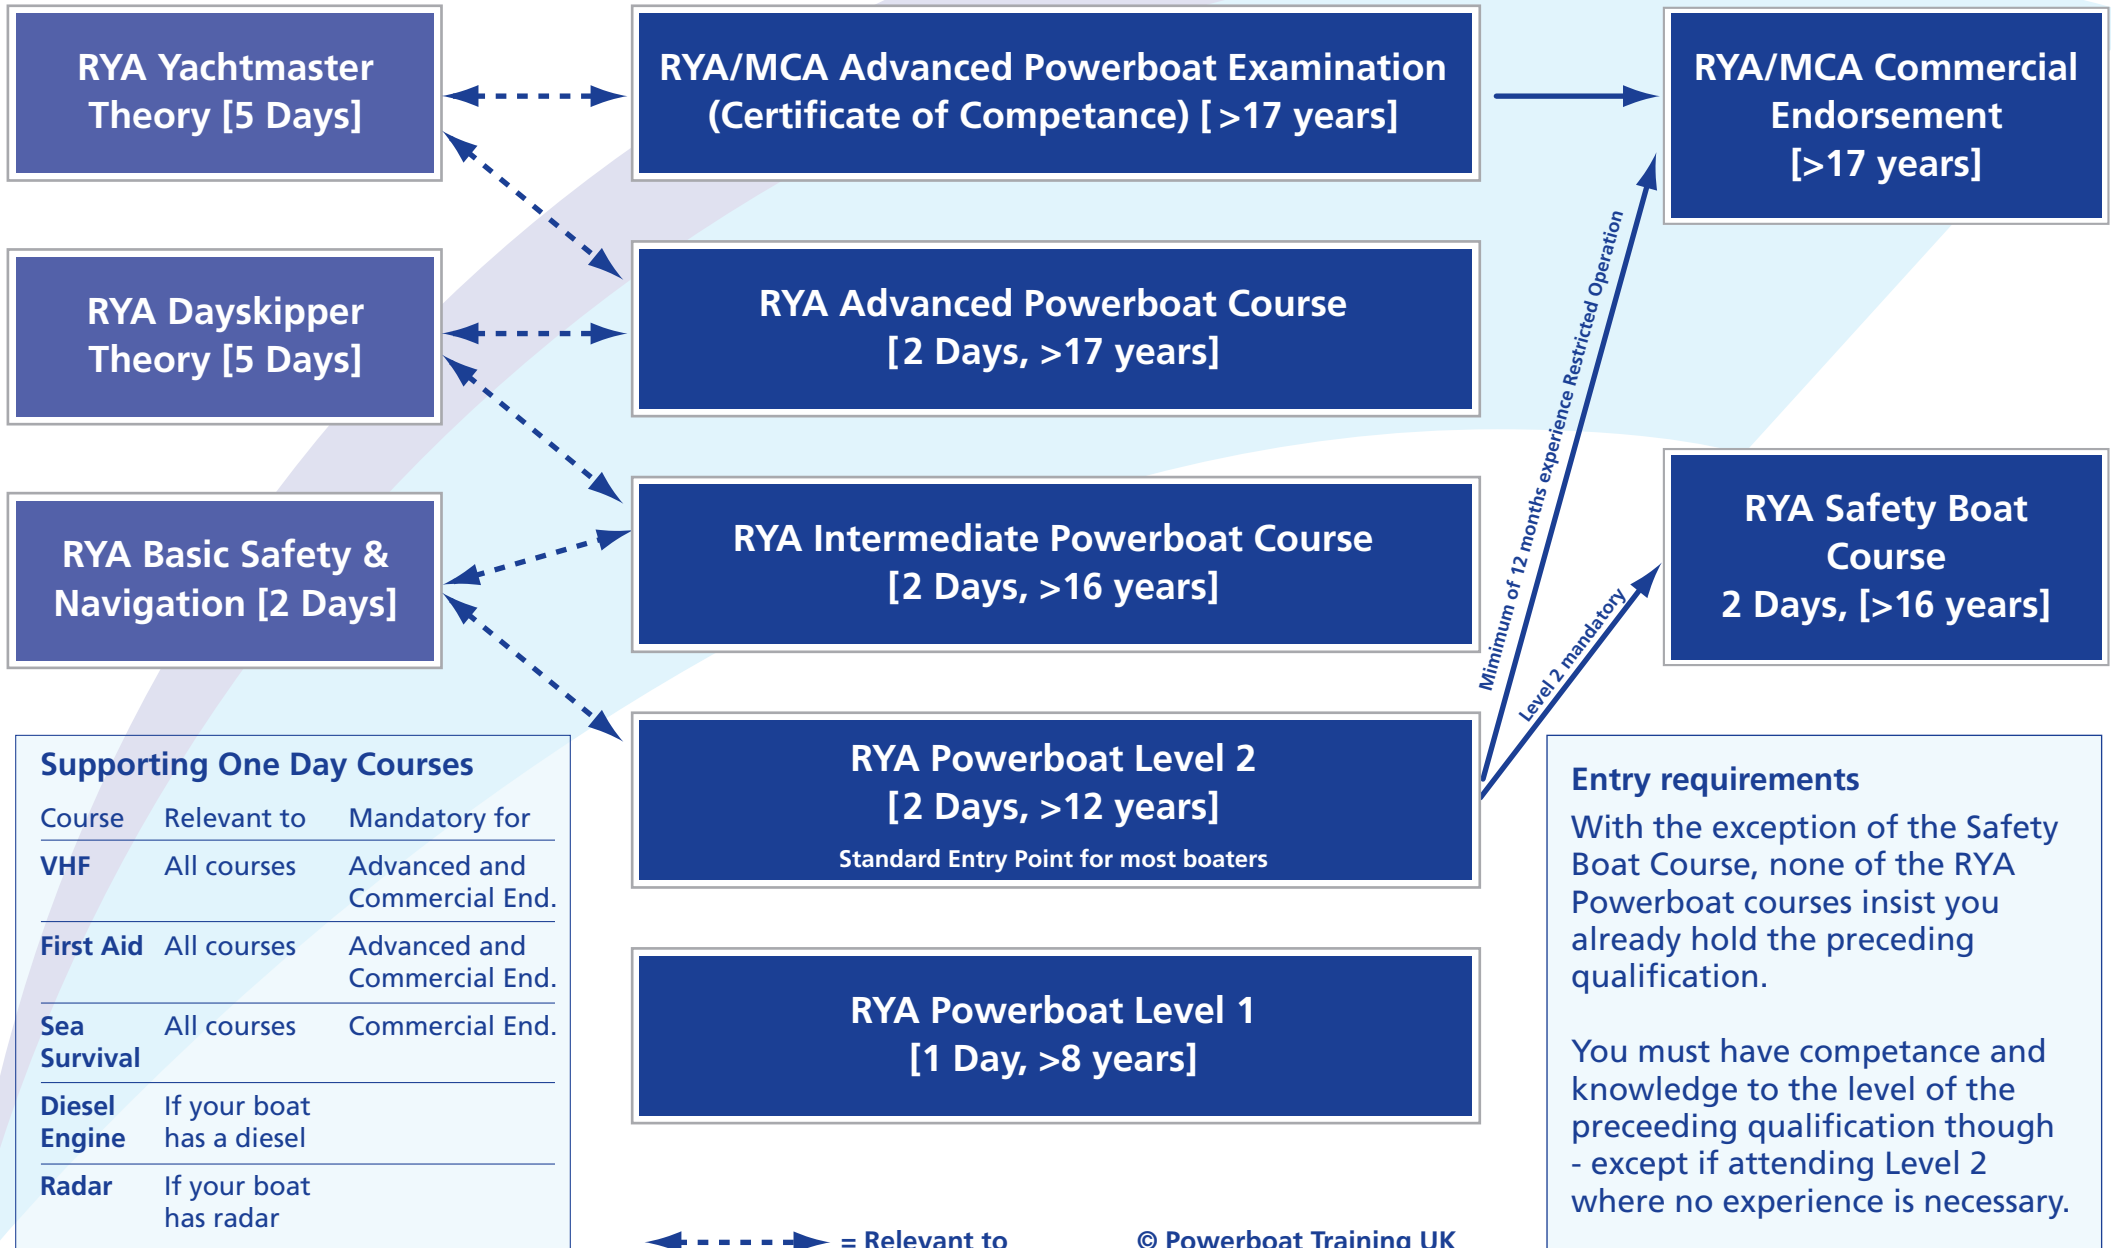 RYA Yachtmaster
Theory [5 Days]
RYA/MCA Advanced Powerboat Examination
(Certificate of Competance) [ >17 years]
RYA/MCA Commercial
Endorsement
[>17 years]
RYA Dayskipper
Theory [5 Days]
RYA Advanced Powerboat Course
[2 Days, >17 years]
Mimimum of 12 months experience Restricted Operation
RYA Basic Safety &
Navigation [2 Days]
RYA Intermediate Powerboat Course
[2 Days, >16 years]
RYA Safety Boat
Course
2 Days, [>16 years]
Level 2 mandatory
RYA Powerboat Level 2
[2 Days, >12 years]
Standard Entry Point for most boaters
RYA Powerboat Level 1
[1 Day, >8 years]
Supporting One Day Courses
Course Relevant to Mandatory for
VHF All courses Advanced and
Commercial End.
First Aid All courses Advanced and
Commercial End.
Sea All courses Commercial End.
Survival
Diesel If your boat
Engine has a diesel
Radar If your boat
has radar
Entry requirements
With the exception of the Safety
Boat Course, none of the RYA
Powerboat courses insist you
already hold the preceding
qualification.
You must have competance and
knowledge to the level of the
preceeding qualification though
- except if attending Level 2
where no experience is necessary.
= Relevant to
© Powerboat Training UK